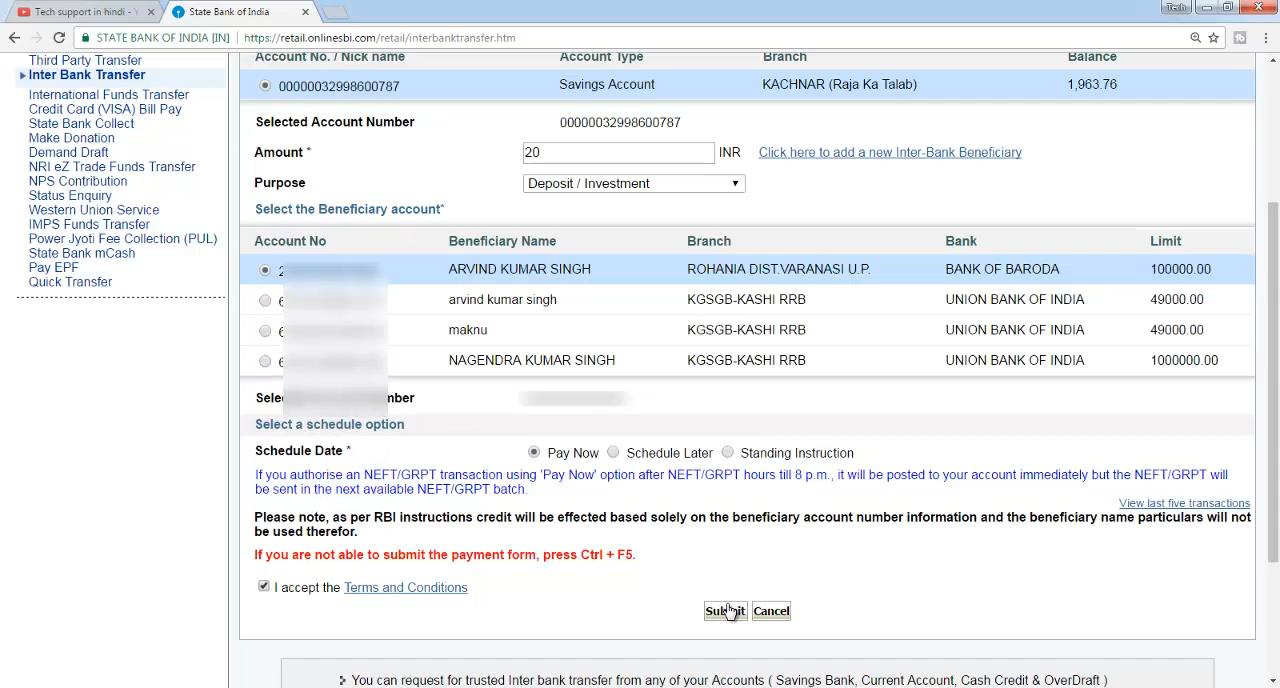 Tech support in hindi - Y
State Bank of India
Tech
STATE BANK OF INDIA [IN] https://retail.onlinesbi.com/retail/interbanktransfer.htm
Third Party Transfer
Inter Bank Transfer
International Funds Transfer
Credit Card (VISA) Bill Pay
State Bank Collect
Make Donation
Demand Draft
NRI eZ Trade Funds Transfer
NPS Contribution
Status Enquiry
Western Union Service
IMPS Funds Transfer
Power Jyoti Fee Collection (PUL)
State Bank mCash
Pay EPF
Quick Transfer
Account No. / Nick name Account Type Branch Balance
00000032998600787 Savings Account KACHNAR (Raja Ka Talab) 1,963.76
Selected Account Number 00000032998600787
Amount * 20 INR Click here to add a new Inter-Bank Beneficiary
Purpose Deposit / Investment
Select the Beneficiary account*
Account No Beneficiary Name Branch Bank Limit
2 ARVIND KUMAR SINGH ROHANIA DIST.VARANASI U.P. BANK OF BARODA 100000.00
6 arvind kumar singh KGSGB-KASHI RRB UNION BANK OF INDIA 49000.00
6 maknu KGSGB-KASHI RRB UNION BANK OF INDIA 49000.00
6 NAGENDRA KUMAR SINGH KGSGB-KASHI RRB UNION BANK OF INDIA 1000000.00
Select a schedule option
Schedule Date * Pay Now Schedule Later Standing Instruction
If you authorise an NEFT/GRPT transaction using 'Pay Now' option after NEFT/GRPT hours till 8 p.m., it will be posted to your account immediately but the NEFT/GRPT will
be sent in the next available NEFT/GRPT batch.
View last five transactions
Please note, as per RBI instructions credit will be effected based solely on the beneficiary account number information and the beneficiary name particulars will not
be used therefor.
If you are not able to submit the payment form, press Ctrl + F5.
I accept the Terms and Conditions
Submit Cancel
You can request for trusted Inter bank transfer from any of your Accounts ( Savings Bank, Current Account, Cash Credit & OverDraft )